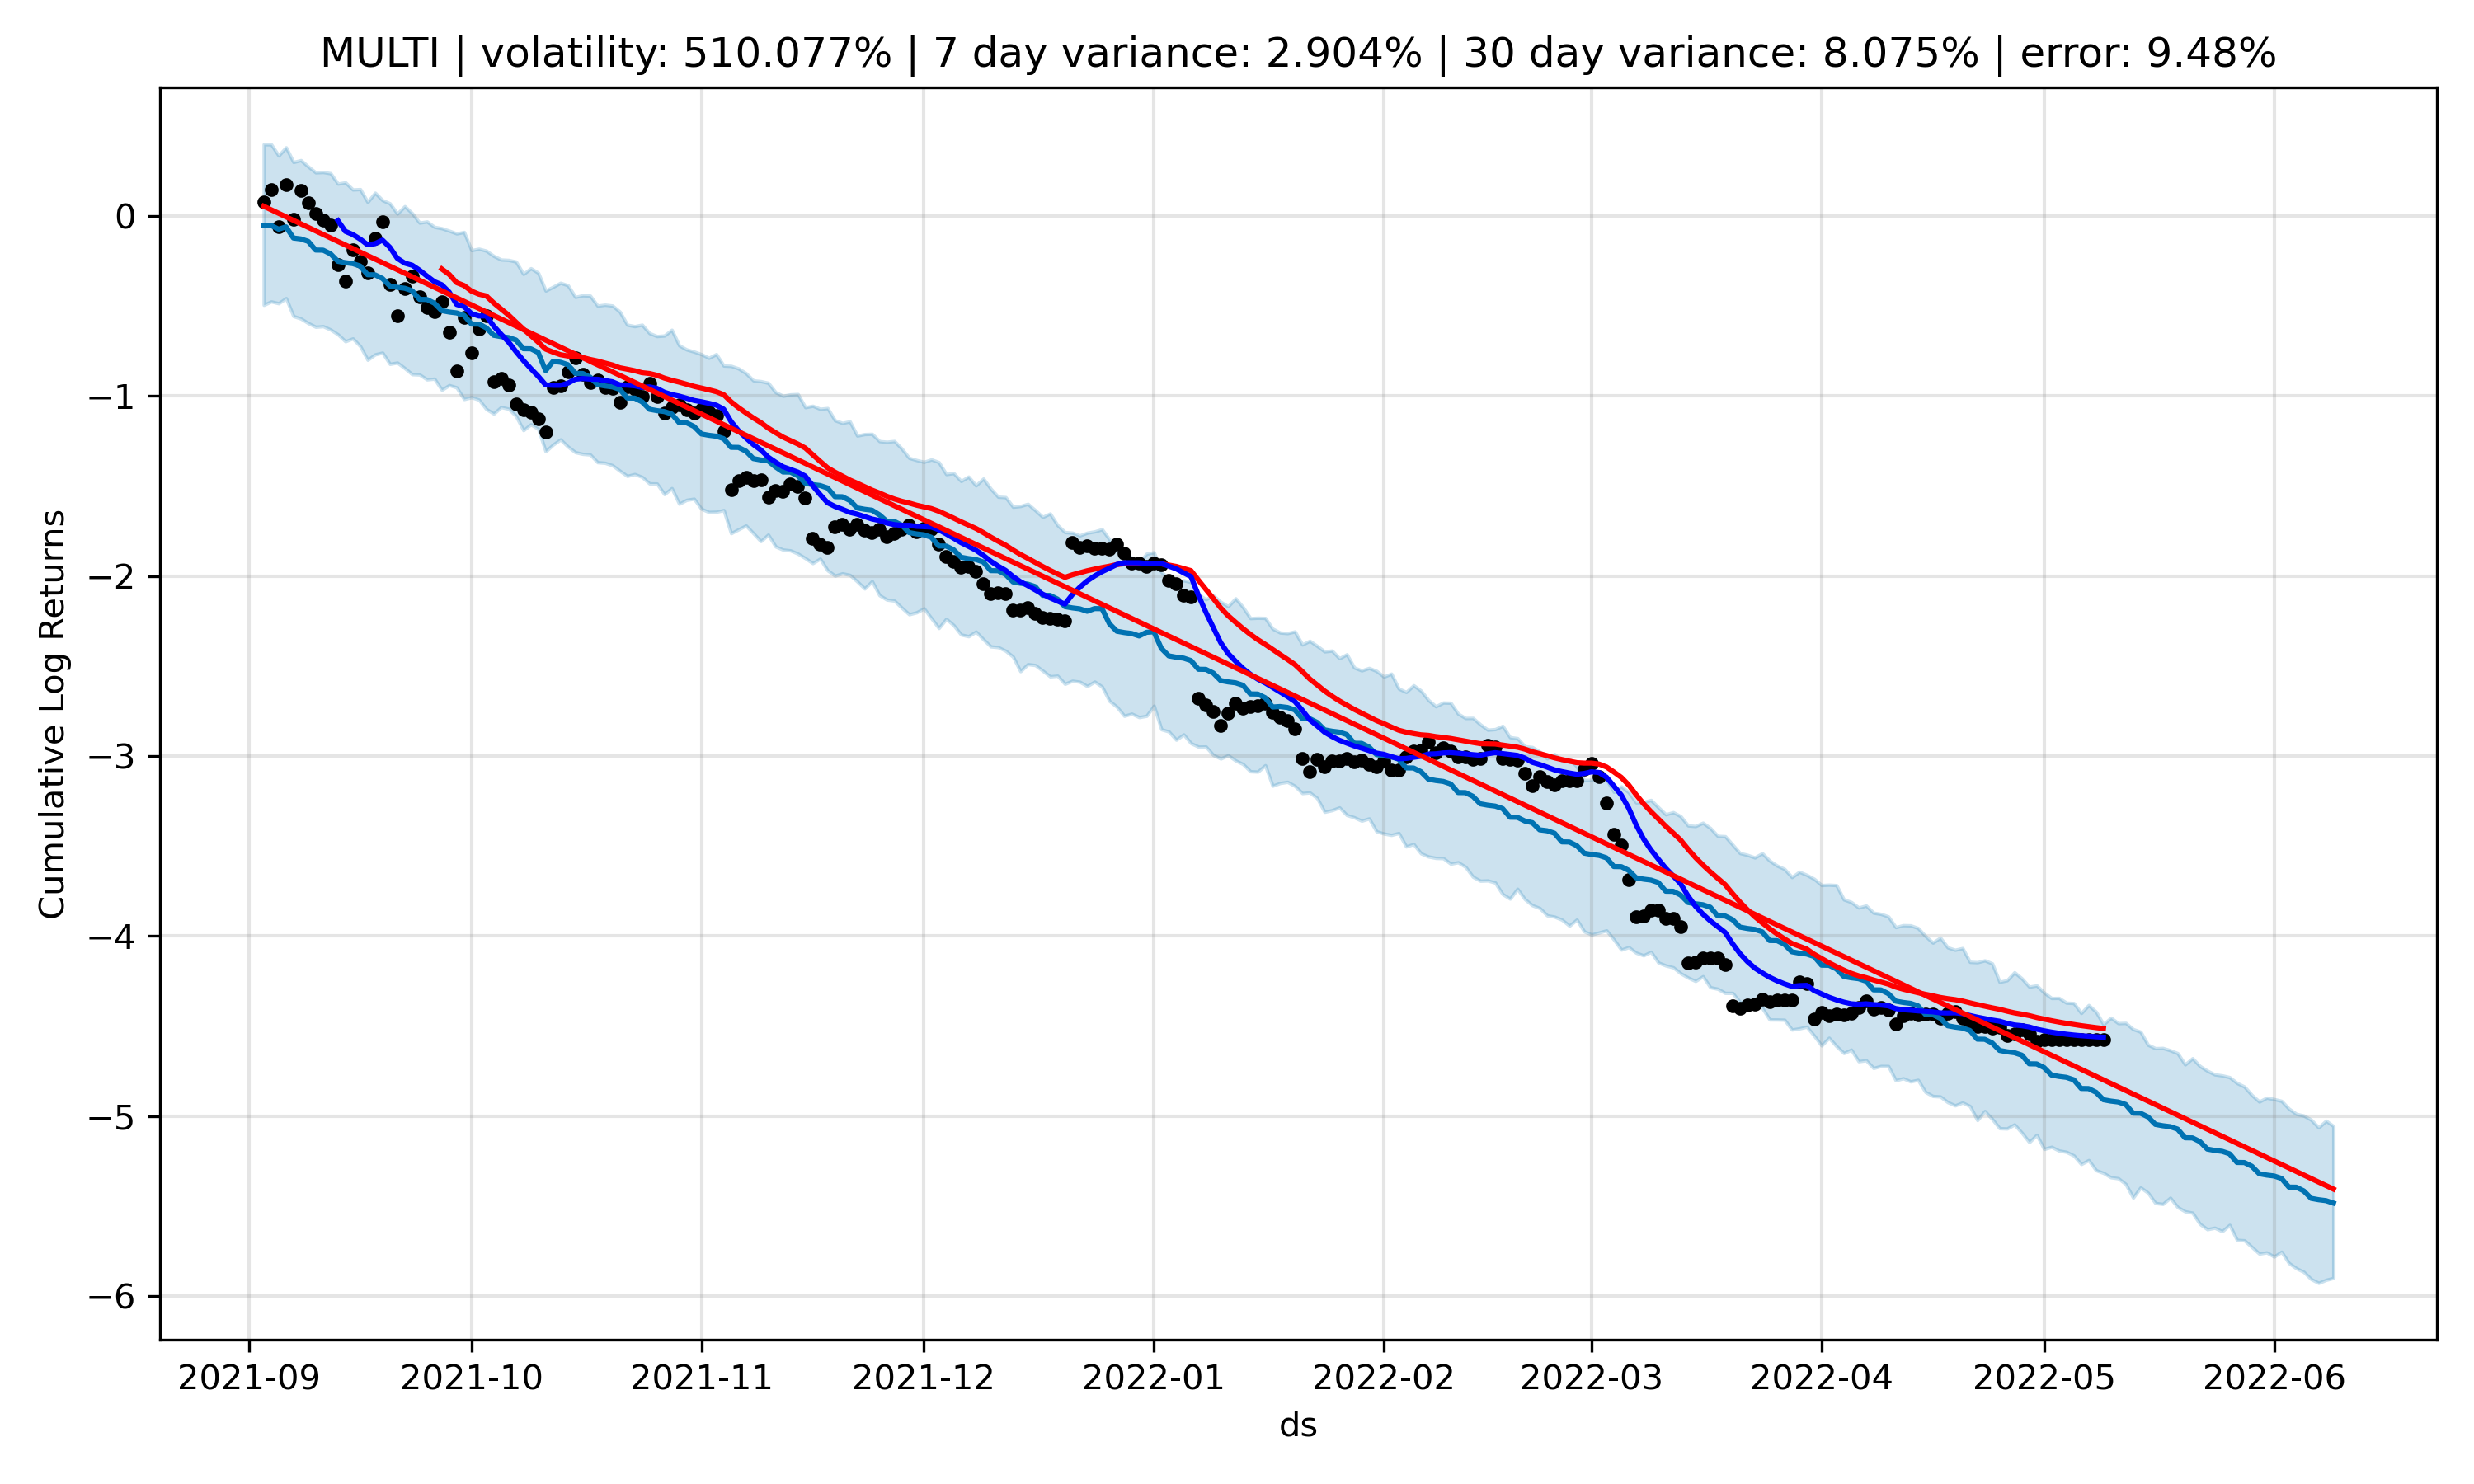 MULTI | volatility: 510.077% | 7 day variance: 2.904% | 30 day variance: 8.075% | error: 9.48%
Cumulative Log Returns
0
−1
−2
−3
−4
−5
−6
2021-09 2021-10 2021-11 2021-12 2022-01 2022-02 2022-03 2022-04 2022-05 2022-06
ds